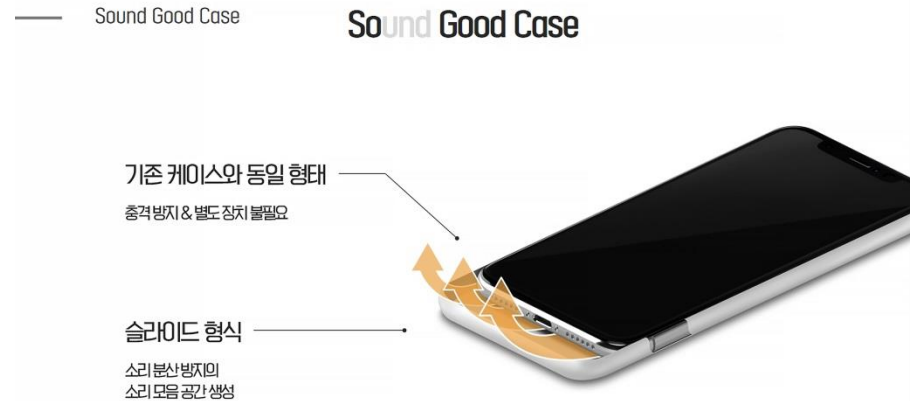 Sound Good Case
Sound Good Case
기존 케이스와 동일 형태
충격 방지 & 별도 장치 불필요
슬라이드 형식
소리 분산 방지의
소리 모음 공간 생성